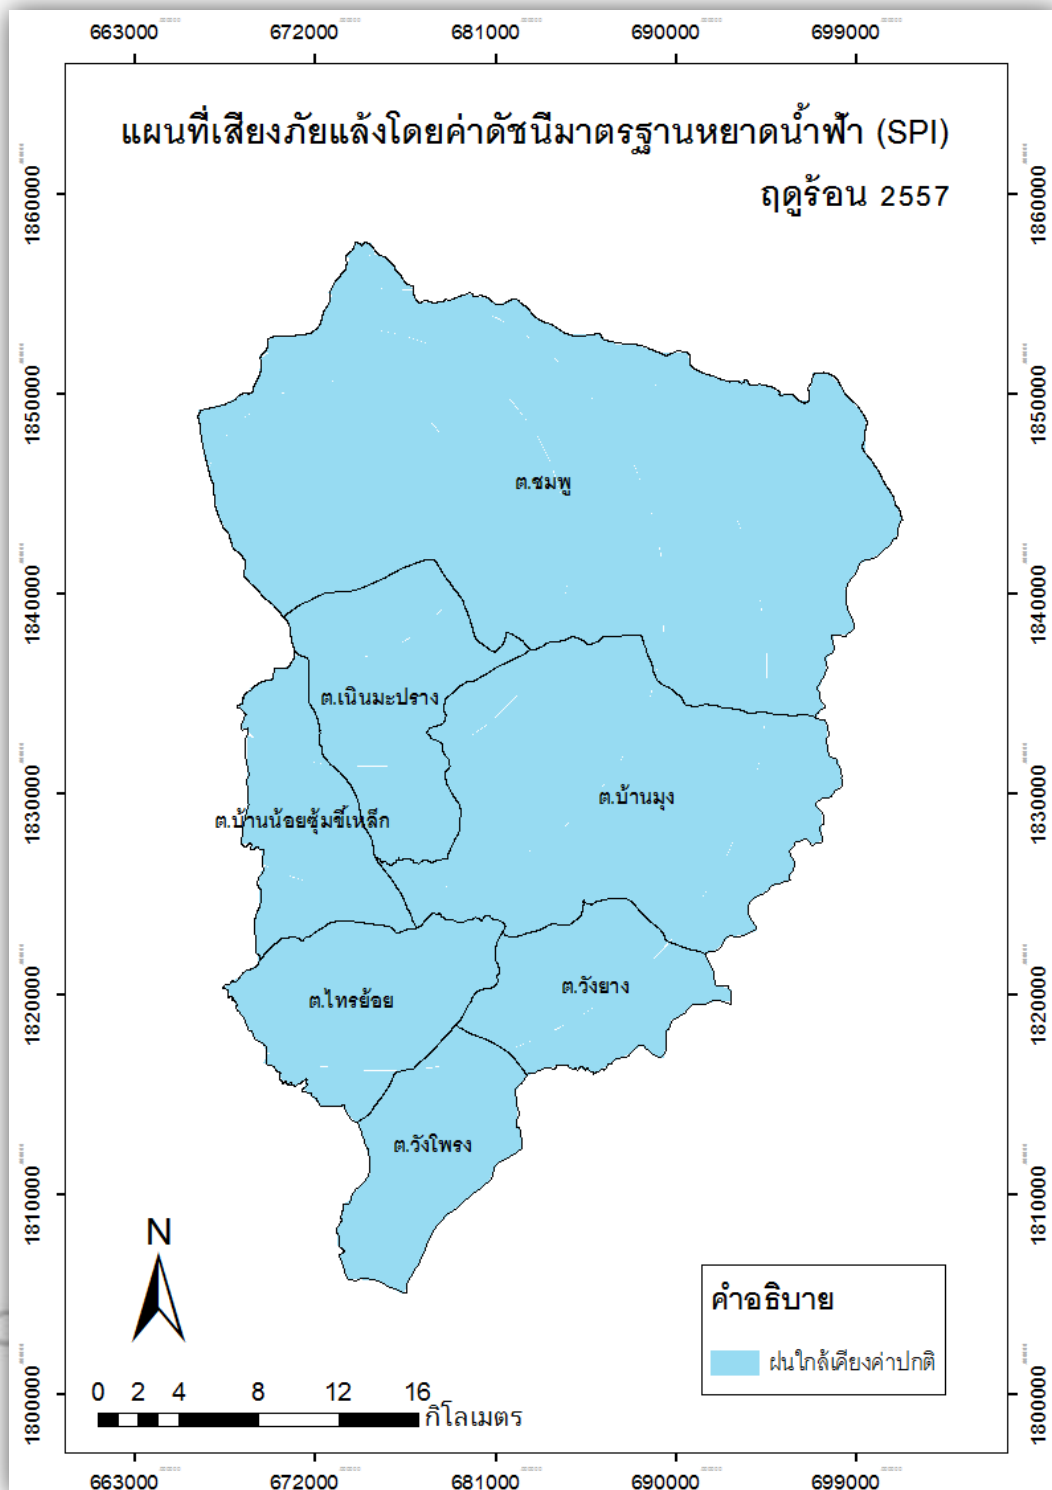 663000 672000 681000 690000 699000
แผนที่เสี่ยงภัยแล้งโดยค่าดัชนีมาตรฐานหยาดน้ำฟ้า (SPI)
ฤดูร้อน 2557
1860000 1860000
1850000 1850000
ต.ชมพู
1840000 1840000
ต.เนินมะปราง
ต.บ้านมุง
1830000 1830000
ต.บ้านน้อยซุ้มขี้เหล็ก
ต.วังยาง
ต.ไทรย้อย
1820000 1820000
ต.วังโพรง
1810000 1810000
N
คำอธิบาย
ฝนใกล้เคียงค่าปกติ
0 2 4 8 12 16
กิโลเมตร
1800000 1800000
663000 672000 681000 690000 699000